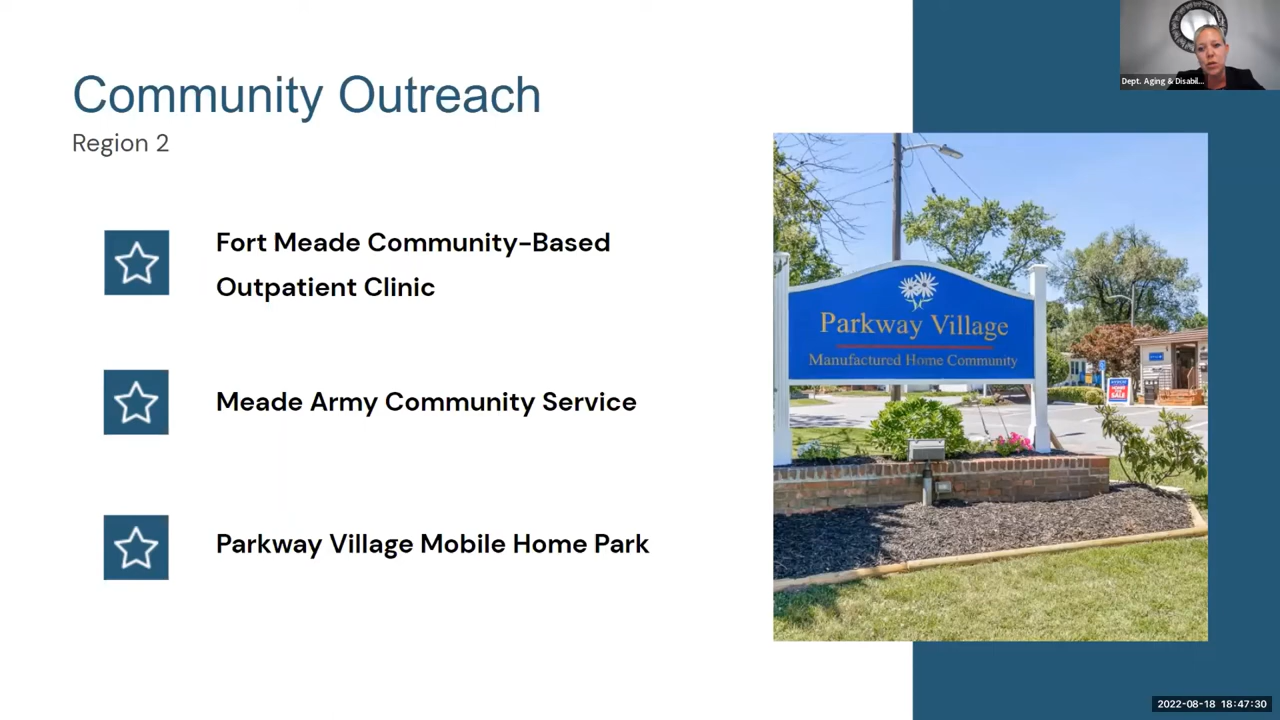 Community Outreach
Region 2
Fort Meade Community-Based
Outpatient Clinic
Meade Army Community Service
Parkway Village Mobile Home Park
Parkway Village
Manufactured Home Community
Dept. Aging & Disabil...
2022-08-18 18:47:30